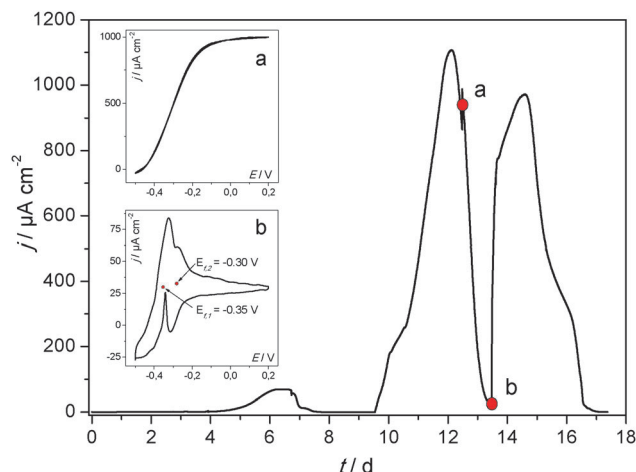 1200
1000
800
600
400
200
0
j / µA cm⁻²
0 2 4 6 8 10 12 14 16 18
t / d
a
b
1000
500
0
j / µA cm⁻²
a
E / V
-0,4 -0,2 0,0 0,2
75
50
25
0
-25
j / µA cm⁻²
b
E_f,2 = -0.30 V
E_f,1 = -0.35 V
E / V
-0,4 -0,2 0,0 0,2